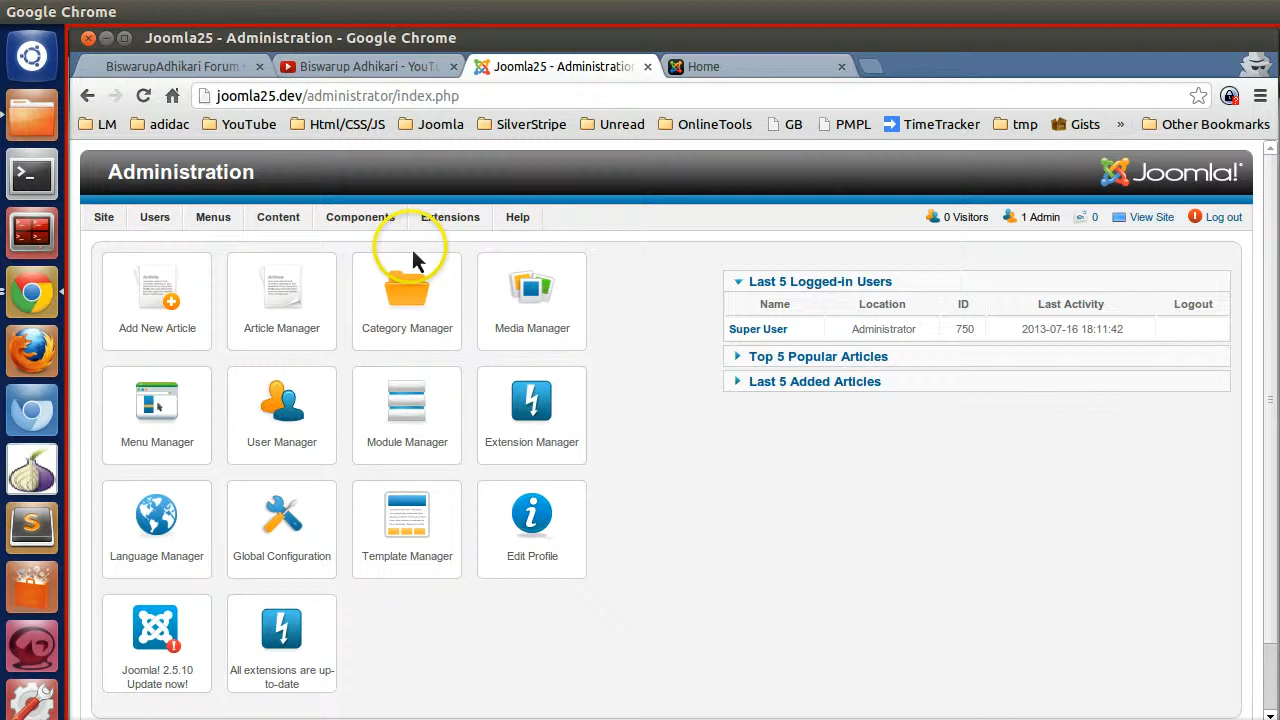 Google Chrome
Joomla25 - Administration - Google Chrome
BiswarupAdhikari Forum
Biswarup Adhikari - YouTu
Joomla25 - Administration
Home
joomla25.dev/administrator/index.php
LM adidac YouTube Html/CSS/JS Joomla SilverStripe Unread OnlineTools GB PMPL TimeTracker tmp Gists » Other Bookmarks
Administration
Joomla!
Site Users Menus Content Components Extensions Help
0 Visitors 1 Admin 0 View Site Log out
Add New Article
Article Manager
Category Manager
Media Manager
Menu Manager
User Manager
Module Manager
Extension Manager
Language Manager
Global Configuration
Template Manager
Edit Profile
Joomla! 2.5.10
Update now!
All extensions are up-
to-date
Last 5 Logged-in Users
Name Location ID Last Activity Logout
Super User Administrator 750 2013-07-16 18:11:42
Top 5 Popular Articles
Last 5 Added Articles